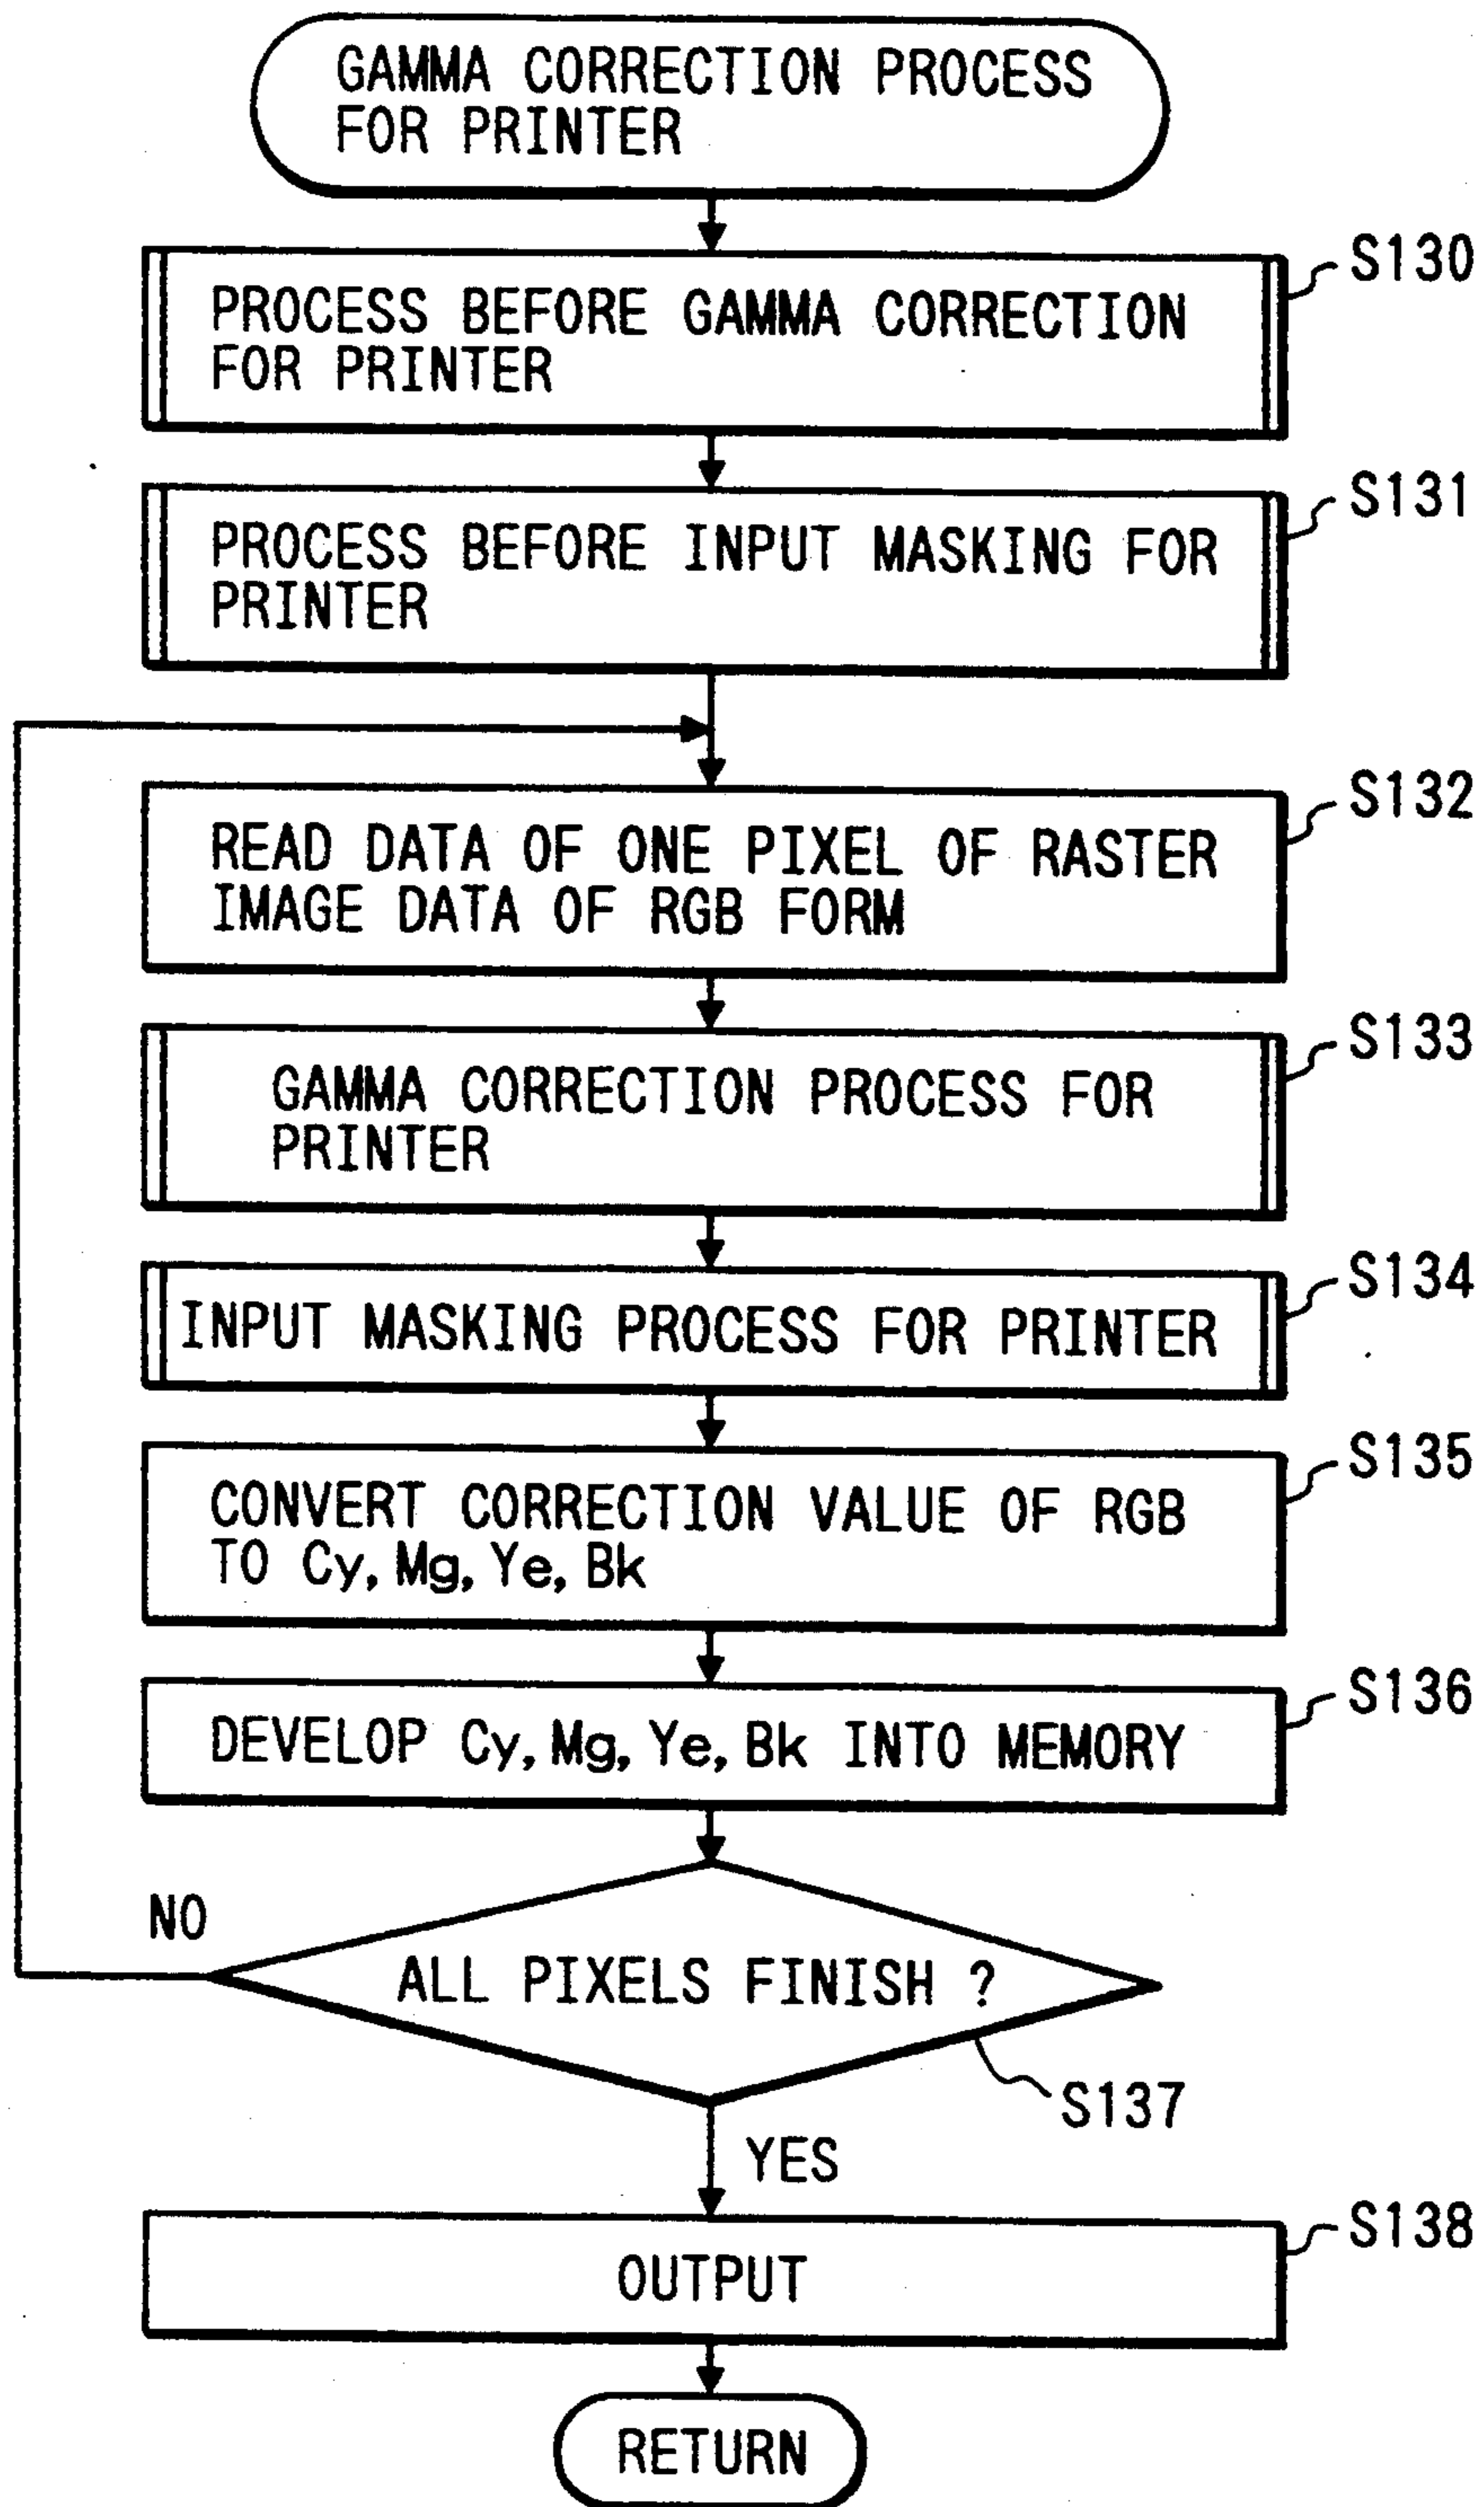 GAMMA CORRECTION PROCESS
FOR PRINTER
S130
PROCESS BEFORE GAMMA CORRECTION
FOR PRINTER
S131
PROCESS BEFORE INPUT MASKING FOR
PRINTER
S132
READ DATA OF ONE PIXEL OF RASTER
IMAGE DATA OF RGB FORM
S133
GAMMA CORRECTION PROCESS FOR
PRINTER
S134
INPUT MASKING PROCESS FOR PRINTER
S135
CONVERT CORRECTION VALUE OF RGB
TO Cy, Mg, Ye, Bk
S136
DEVELOP Cy, Mg, Ye, Bk INTO MEMORY
NO
ALL PIXELS FINISH ?
S137
YES
S138
OUTPUT
RETURN